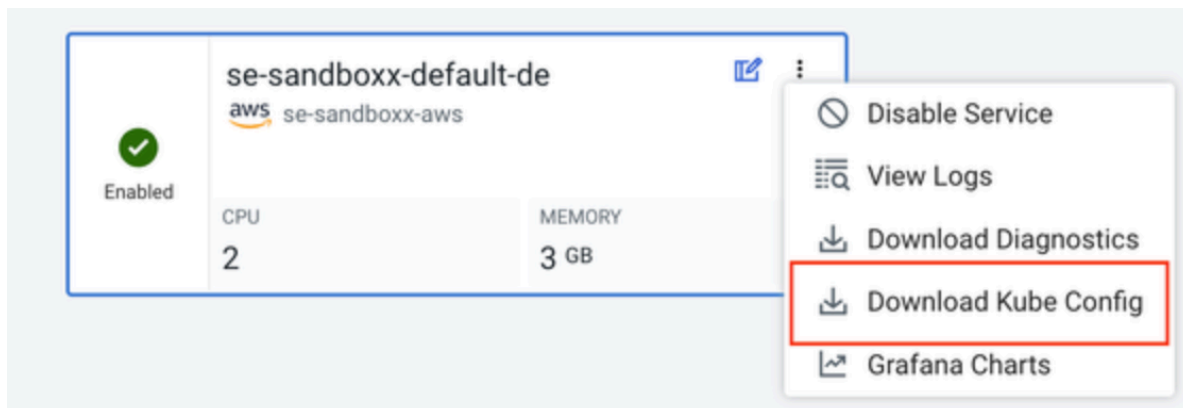 se-sandboxx-default-de
aws se-sandboxx-aws
Enabled
CPU
2
MEMORY
3 GB
Disable Service
View Logs
Download Diagnostics
Download Kube Config
Grafana Charts